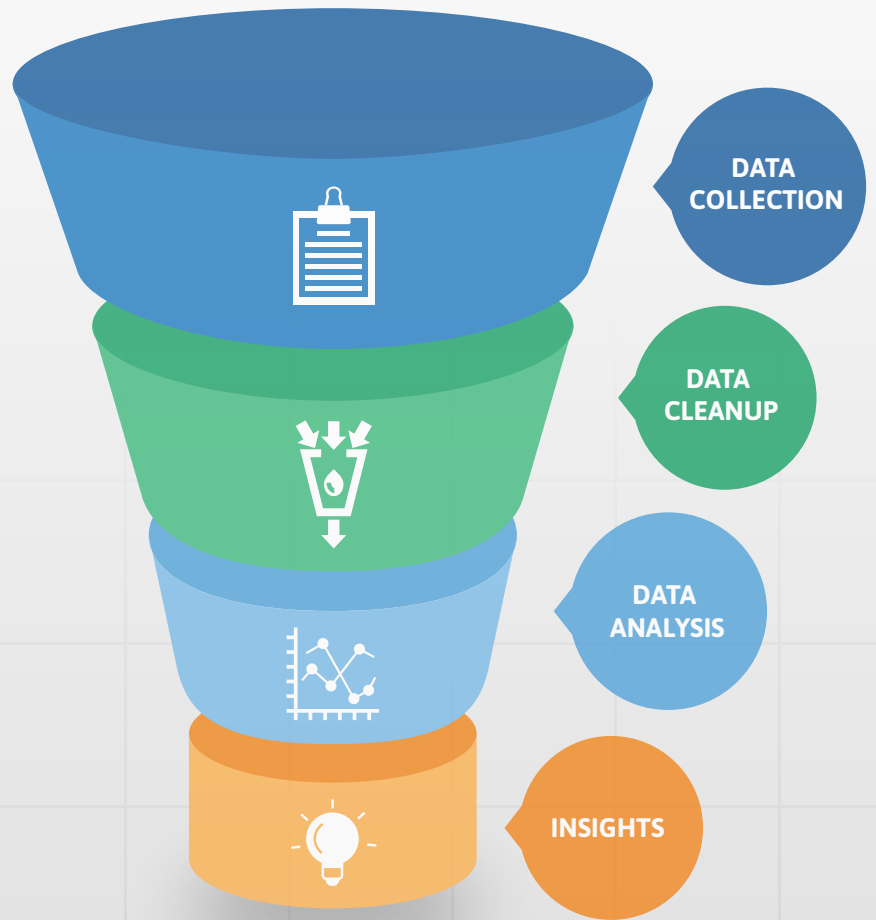 DATA
COLLECTION
DATA
CLEANUP
DATA
ANALYSIS
INSIGHTS